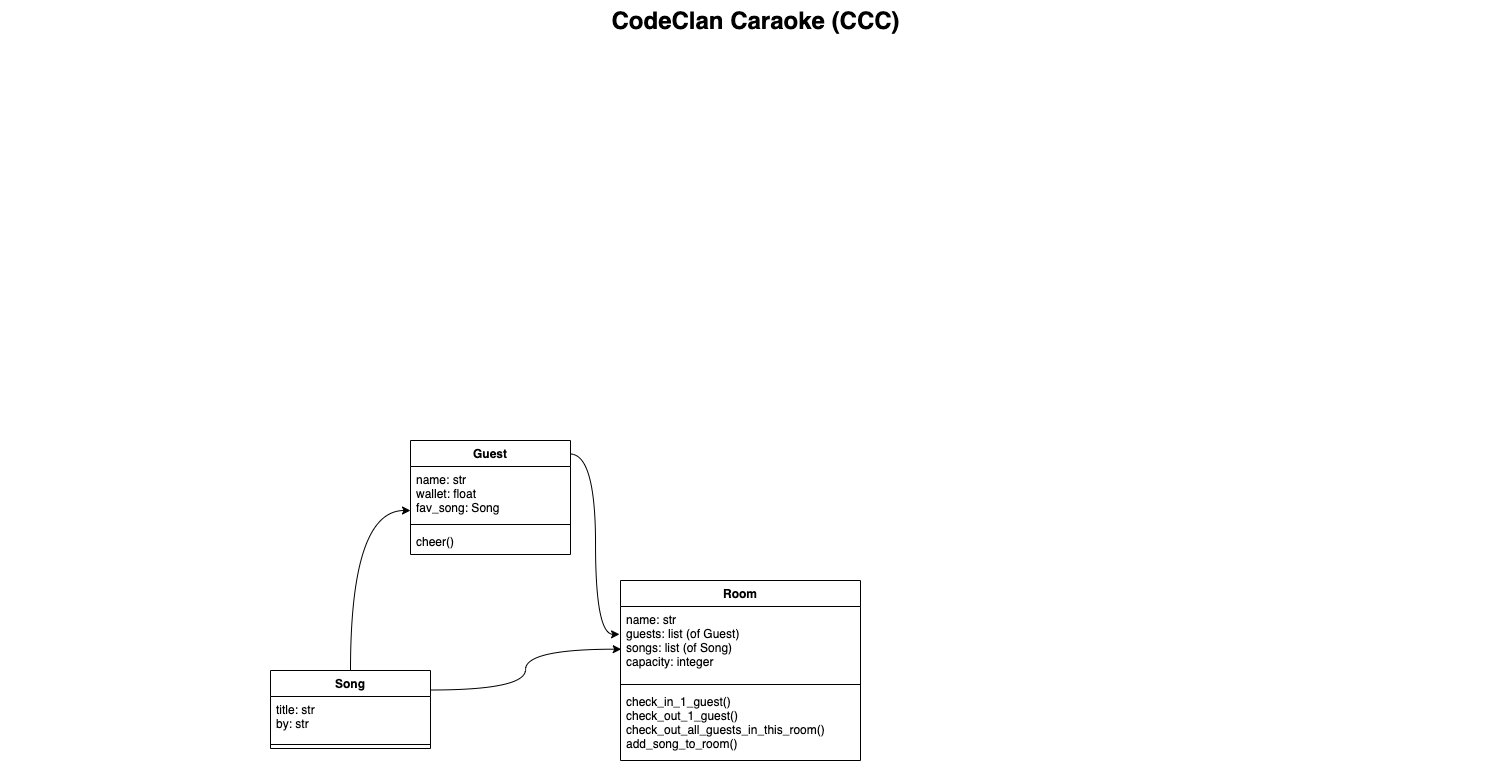 CodeClan Caraoke (CCC)
Guest
name: str
wallet: float
fav_song: Song
cheer()
Room
name: str
guests: list (of Guest)
songs: list (of Song)
capacity: integer
check_in_1_guest()
check_out_1_guest()
check_out_all_guests_in_this_room()
add_song_to_room()
Song
title: str
by: str